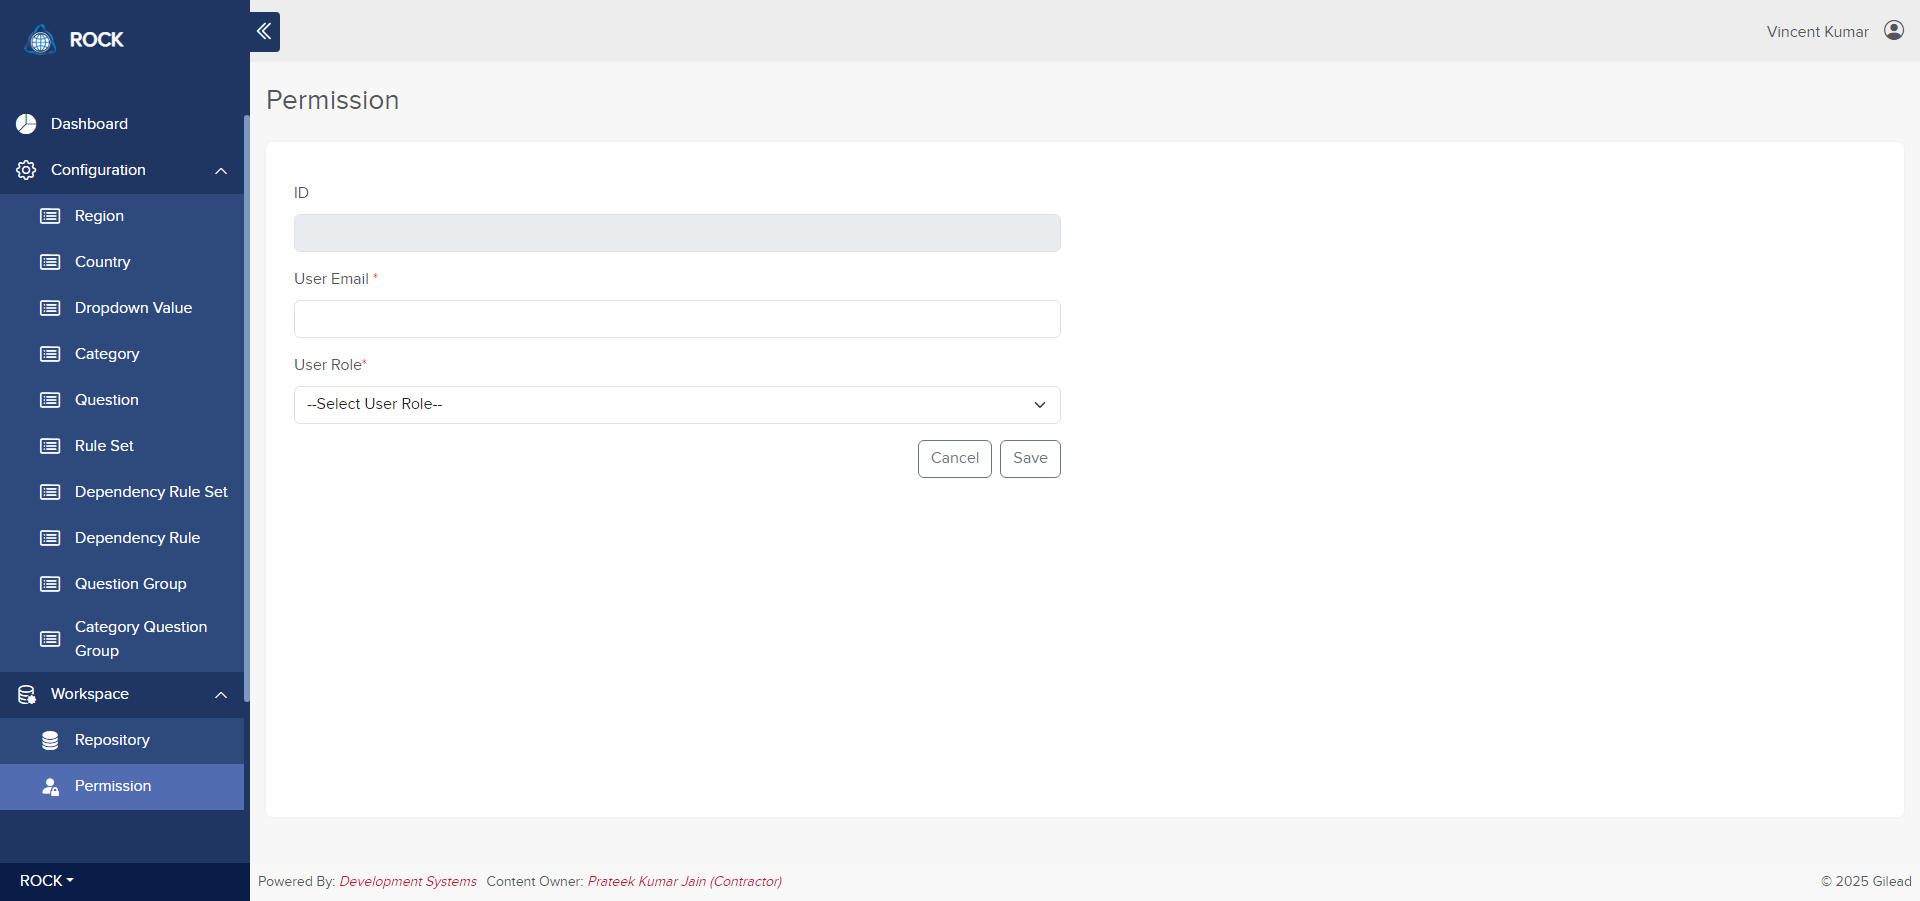 ROCK
Vincent Kumar
Permission
Dashboard
Configuration
Region
Country
Dropdown Value
Category
Question
Rule Set
Dependency Rule Set
Dependency Rule
Question Group
Category Question
Group
Workspace
Repository
Permission
ROCK
ID
User Email *
User Role*
--Select User Role--
Cancel Save
Powered By: Development Systems Content Owner: Prateek Kumar Jain (Contractor)
© 2025 Gilead